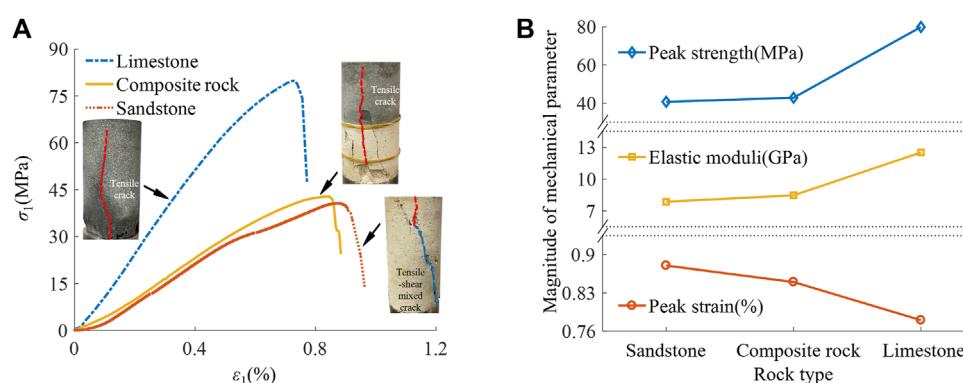 A
90
75
60
45
30
15
0
σ1(MPa)
Limestone
Composite rock
Sandstone
Tensile
crack
Tensile
crack
Tensile
-shear
mixed
crack
0
0.4
0.6
0.8
1.2
ε1(%)
B
Magnitude of mechanical parameter
80
60
40
13
10
7
0.9
0.83
0.76
Peak strength(MPa)
Elastic moduli(GPa)
Peak strain(%)
Sandstone
Composite rock
Limestone
Rock type